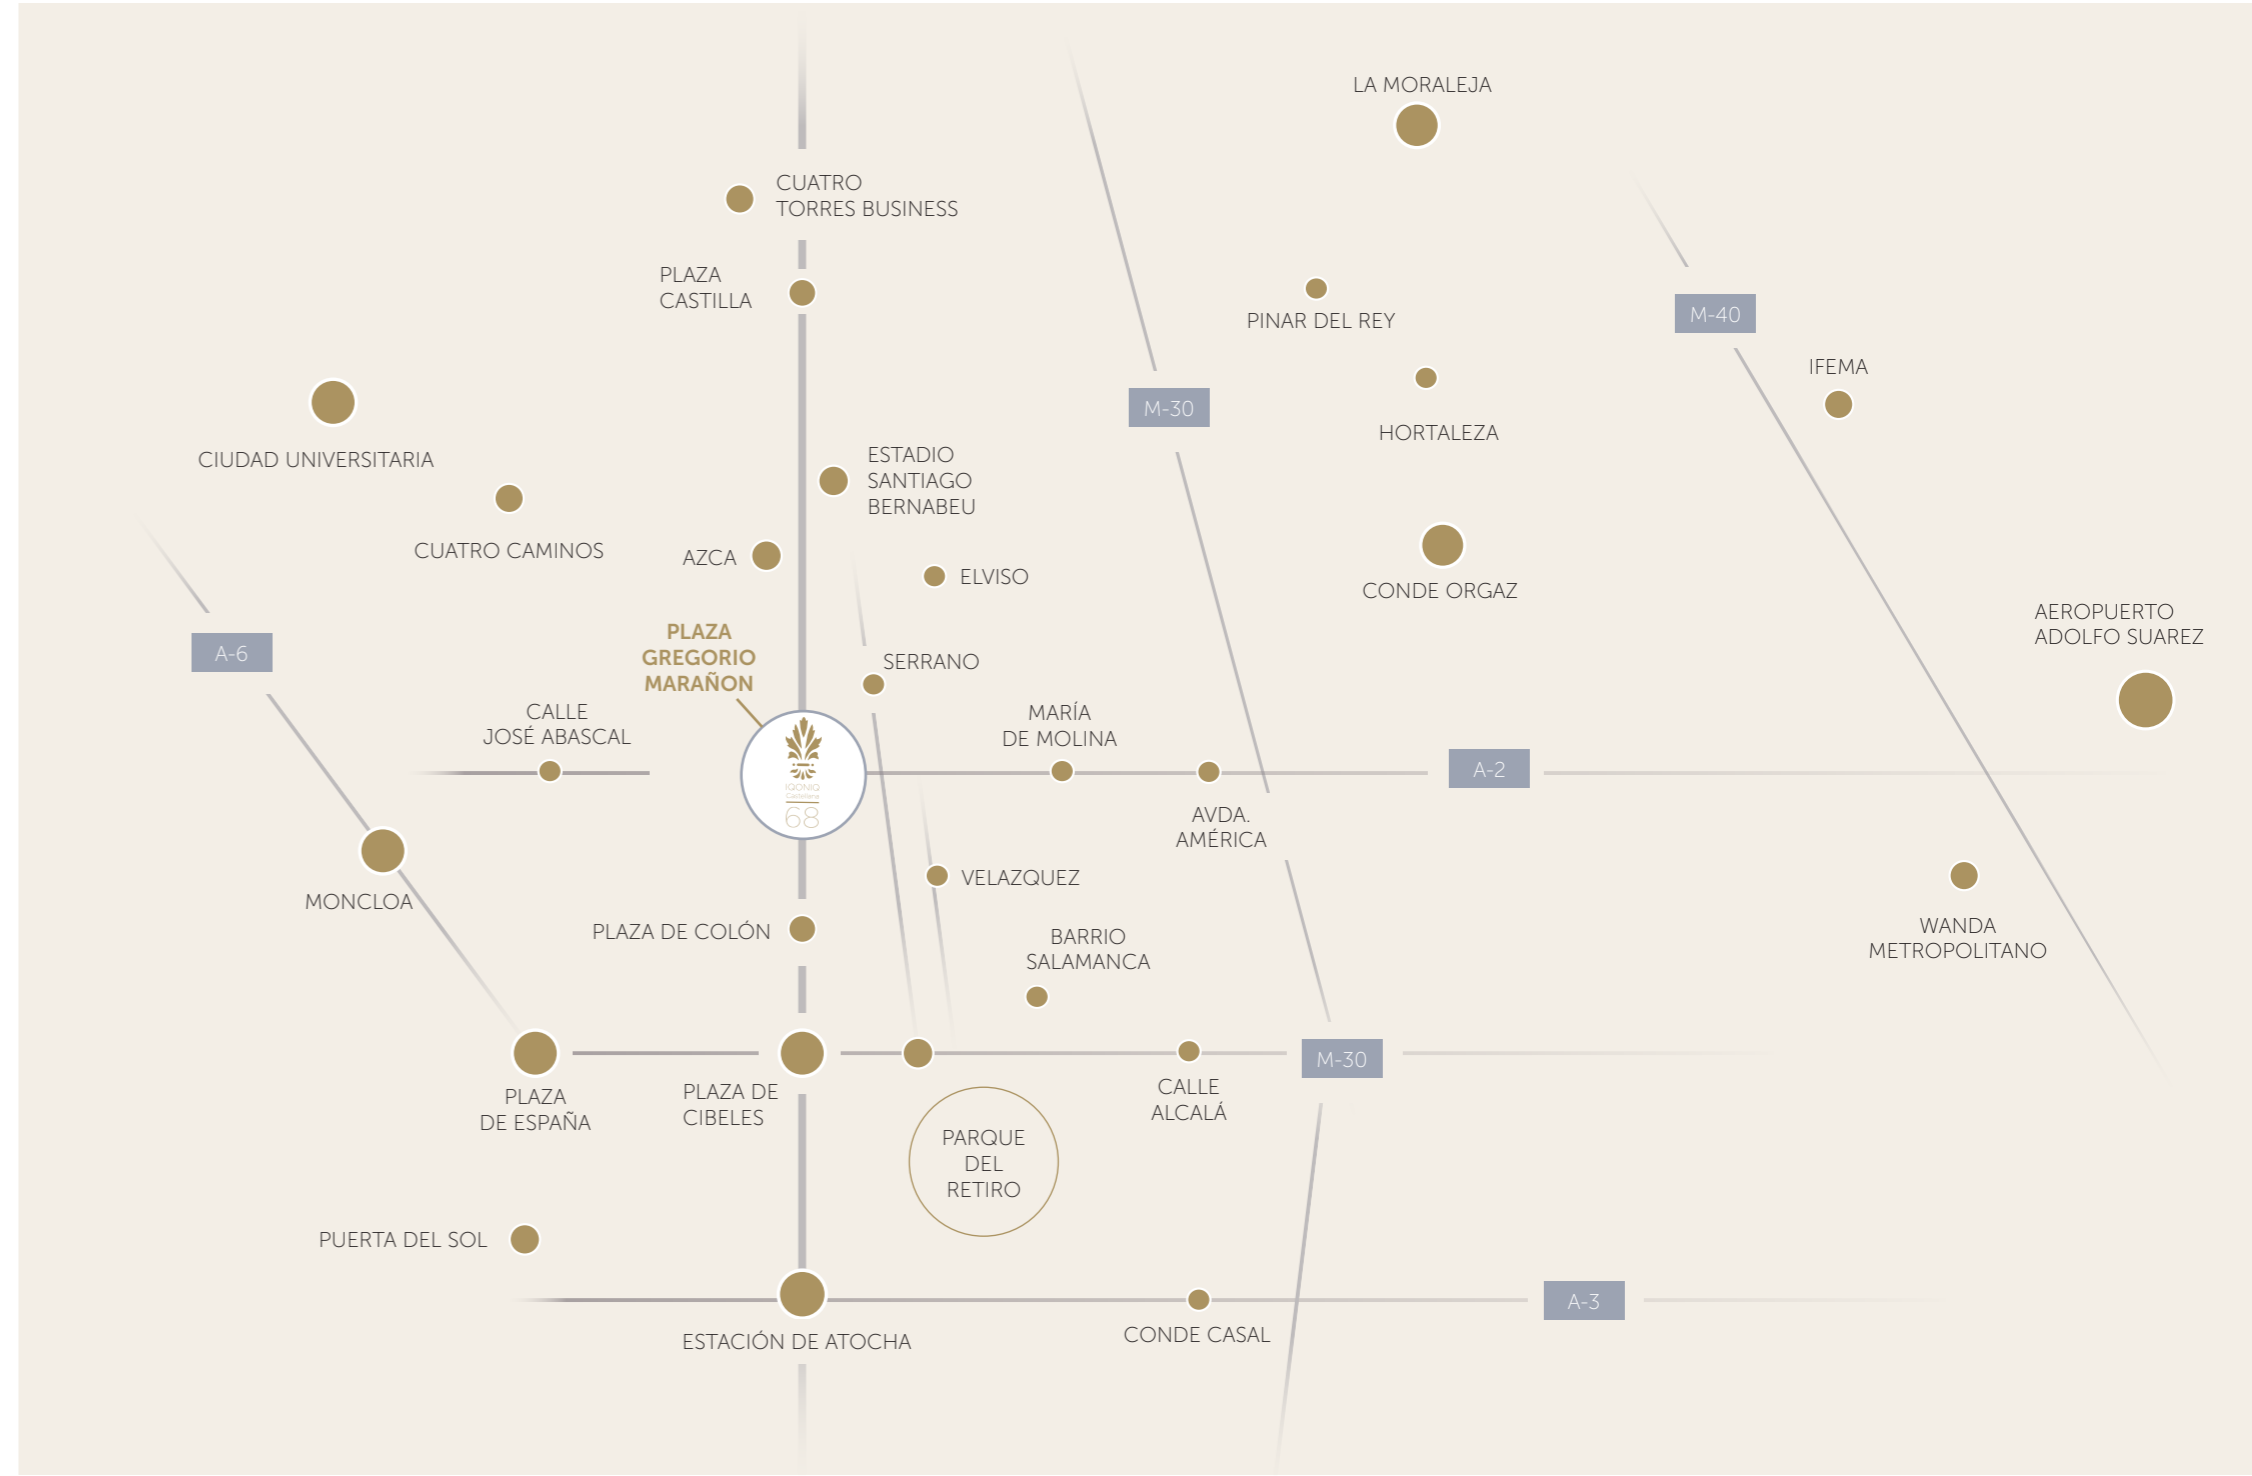 LA MORALEJA
CUATRO
TORRES BUSINESS
PLAZA
CASTILLA
PINAR DEL REY
M-40
IFEMA
M-30
HORTALEZA
CIUDAD UNIVERSITARIA
ESTADIO
SANTIAGO
BERNABEU
CUATRO CAMINOS
AZCA
ELVISO
CONDE ORGAZ
AEROPUERTO
ADOLFO SUAREZ
A-6
PLAZA
GREGORIO
MARAÑON
SERRANO
CALLE
JOSÉ ABASCAL
MARÍA
DE MOLINA
A-2
IQONIQ
Castellana
68
AVDA.
AMÉRICA
MONCLOA
VELAZQUEZ
PLAZA DE COLÓN
BARRIO
SALAMANCA
WANDA
METROPOLITANO
M-30
PLAZA
DE ESPAÑA
PLAZA DE
CIBELES
CALLE
ALCALÁ
PARQUE
DEL
RETIRO
PUERTA DEL SOL
A-3
ESTACIÓN DE ATOCHA
CONDE CASAL